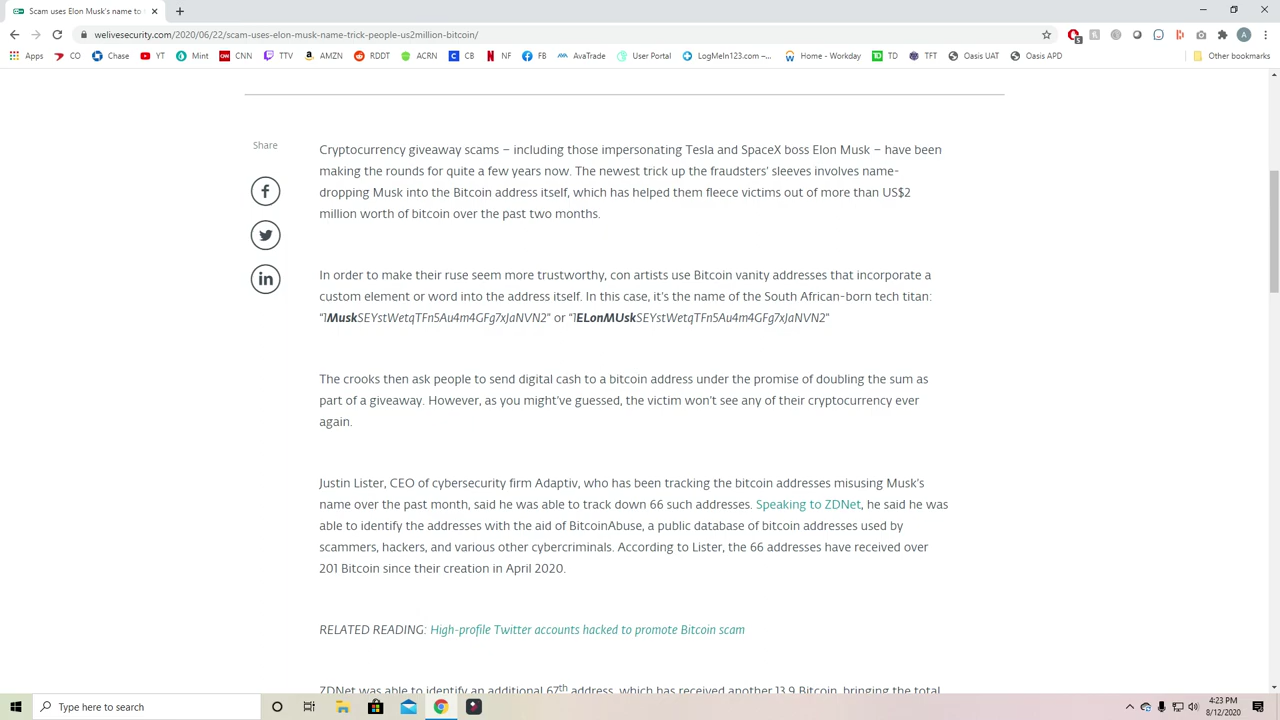 Scam uses Elon Musk's name to t
welivesecurity.com/2020/06/22/scam-uses-elon-musk-name-trick-people-us2million-bitcoin/
Apps Chase CO YT Mint CNN TTV AMZN RDDT ACRN CB NF FB AvaTrade User Portal LogMeIn123.com –... Home - Workday TD TFT Oasis UAT Oasis APD Other bookmarks
Share
Cryptocurrency giveaway scams – including those impersonating Tesla and SpaceX boss Elon Musk – have been
making the rounds for quite a few years now. The newest trick up the fraudsters' sleeves involves name-
dropping Musk into the Bitcoin address itself, which has helped them fleece victims out of more than US$2
million worth of bitcoin over the past two months.
In order to make their ruse seem more trustworthy, con artists use Bitcoin vanity addresses that incorporate a
custom element or word into the address itself. In this case, it's the name of the South African-born tech titan:
"1MuskSEYstWetqTFn5Au4m4GFg7xJaNVN2" or "1ELonMUskSEYstWetqTFn5Au4m4GFg7xJaNVN2"
The crooks then ask people to send digital cash to a bitcoin address under the promise of doubling the sum as
part of a giveaway. However, as you might've guessed, the victim won't see any of their cryptocurrency ever
again.
Justin Lister, CEO of cybersecurity firm Adaptiv, who has been tracking the bitcoin addresses misusing Musk's
name over the past month, said he was able to track down 66 such addresses. Speaking to ZDNet, he said he was
able to identify the addresses with the aid of BitcoinAbuse, a public database of bitcoin addresses used by
scammers, hackers, and various other cybercriminals. According to Lister, the 66 addresses have received over
201 Bitcoin since their creation in April 2020.
RELATED READING: High-profile Twitter accounts hacked to promote Bitcoin scam
ZDNet was able to identify an additional 67th address, which has received another 13.9 Bitcoin, bringing the total
Type here to search
4:23 PM
8/12/2020